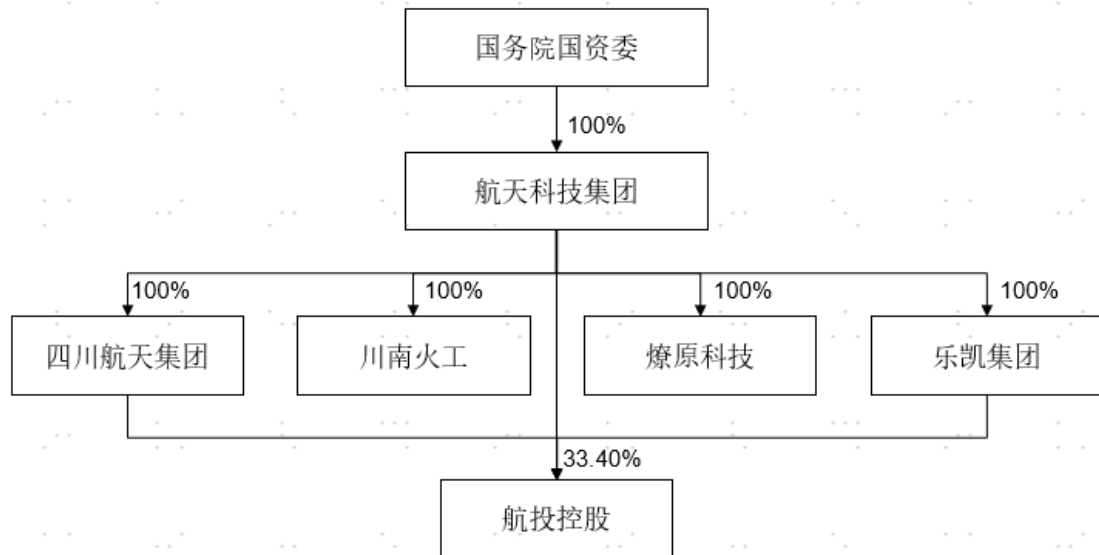 国务院国资委
100%
航天科技集团
100%
100%
100%
100%
四川航天集团
川南火工
燎原科技
乐凯集团
33.40%
航投控股